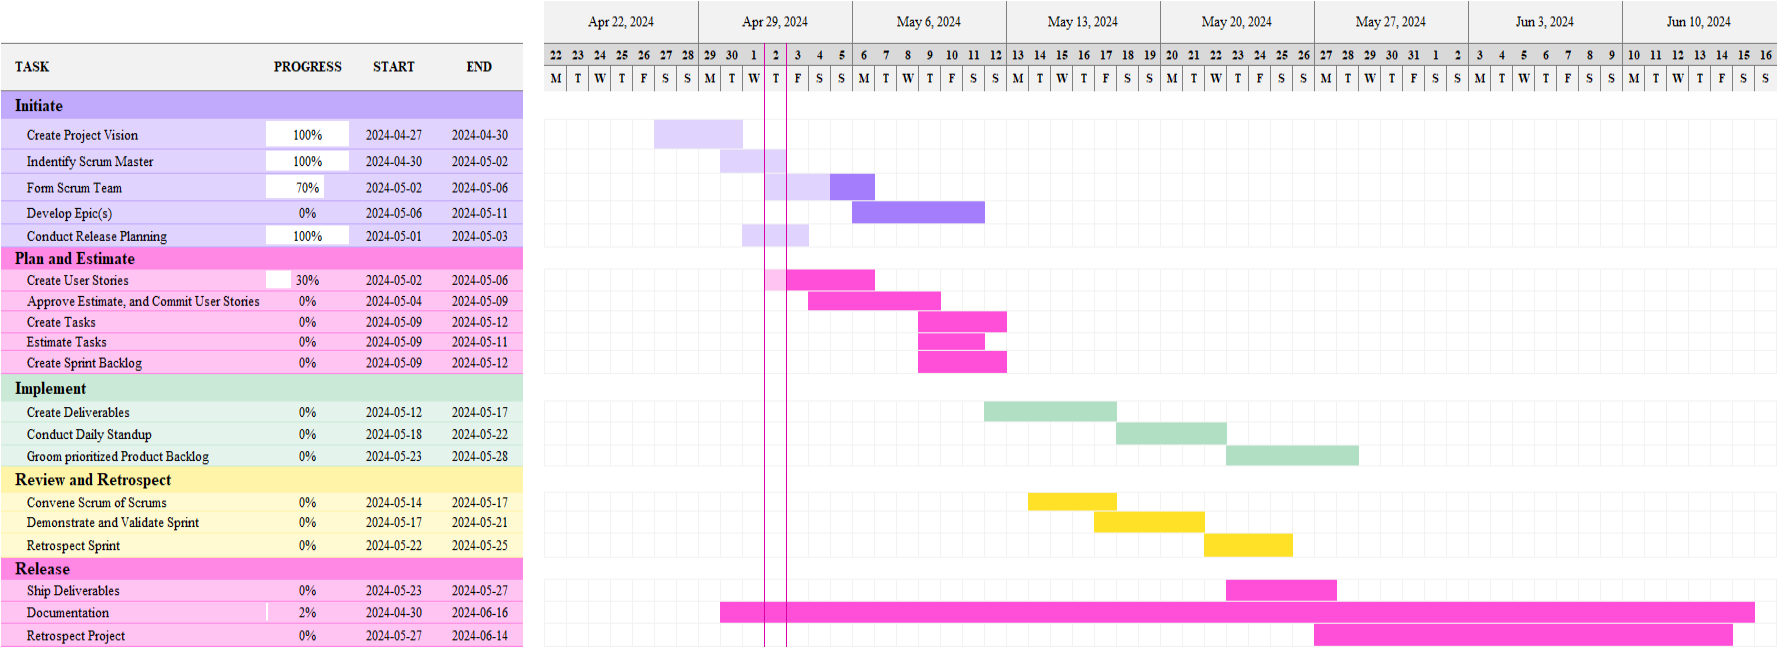 Apr 22, 2024 Apr 29, 2024 May 6, 2024 May 13, 2024 May 20, 2024 May 27, 2024 Jun 3, 2024 Jun 10, 2024
22 23 24 25 26 27 28 29 30 1 2 3 4 5 6 7 8 9 10 11 12 13 14 15 16 17 18 19 20 21 22 23 24 25 26 27 28 29 30 31 1 2 3 4 5 6 7 8 9 10 11 12 13 14 15 16
TASK PROGRESS START END
M T W T F S S M T W T F S S M T W T F S S M T W T F S S M T W T F S S M T W T F S S M T W T F S S M T W T F S S
Initiate
Create Project Vision 100% 2024-04-27 2024-04-30
Indentify Scrum Master 100% 2024-04-30 2024-05-02
Form Scrum Team 70% 2024-05-02 2024-05-06
Develop Epic(s) 0% 2024-05-06 2024-05-11
Conduct Release Planning 100% 2024-05-01 2024-05-03
Plan and Estimate
Create User Stories 30% 2024-05-02 2024-05-06
Approve Estimate, and Commit User Stories 0% 2024-05-04 2024-05-09
Create Tasks 0% 2024-05-09 2024-05-12
Estimate Tasks 0% 2024-05-09 2024-05-11
Create Sprint Backlog 0% 2024-05-09 2024-05-12
Implement
Create Deliverables 0% 2024-05-12 2024-05-17
Conduct Daily Standup 0% 2024-05-18 2024-05-22
Groom prioritized Product Backlog 0% 2024-05-23 2024-05-28
Review and Retrospect
Convene Scrum of Scrums 0% 2024-05-14 2024-05-17
Demonstrate and Validate Sprint 0% 2024-05-17 2024-05-21
Retrospect Sprint 0% 2024-05-22 2024-05-25
Release
Ship Deliverables 0% 2024-05-23 2024-05-27
Documentation 2% 2024-04-30 2024-06-16
Retrospect Project 0% 2024-05-27 2024-06-14